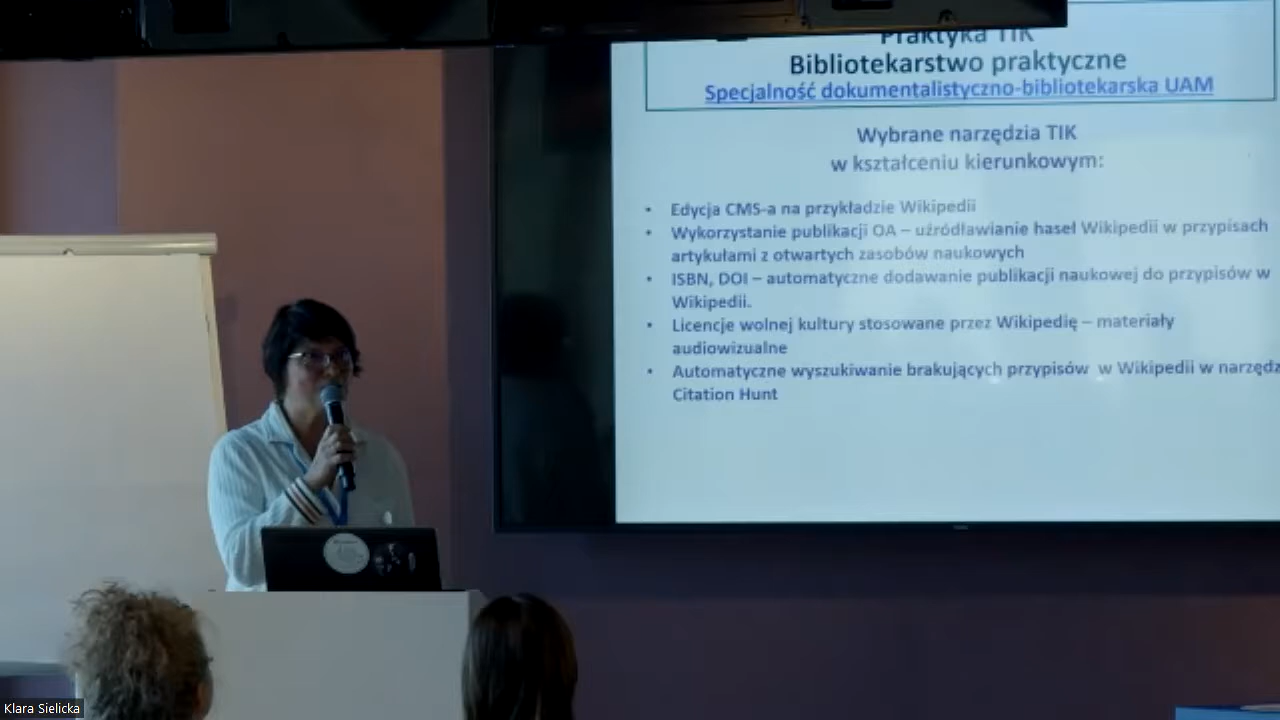 Praktyka TIK
Bibliotekarstwo praktyczne
Specjalność dokumentalistyczno-bibliotekarska UAM
Wybrane narzędzia TIK
w kształceniu kierunkowym:
• Edycja CMS-a na przykładzie Wikipedii
• Wykorzystanie publikacji OA – uźródławianie haseł Wikipedii w przypisach
artykułami z otwartych zasobów naukowych
• ISBN, DOI – automatyczne dodawanie publikacji naukowej do przypisów w
Wikipedii.
• Licencje wolnej kultury stosowane przez Wikipedię – materiały
audiowizualne
• Automatyczne wyszukiwanie brakujących przypisów w Wikipedii w narzędz
Citation Hunt
Klara Sielicka